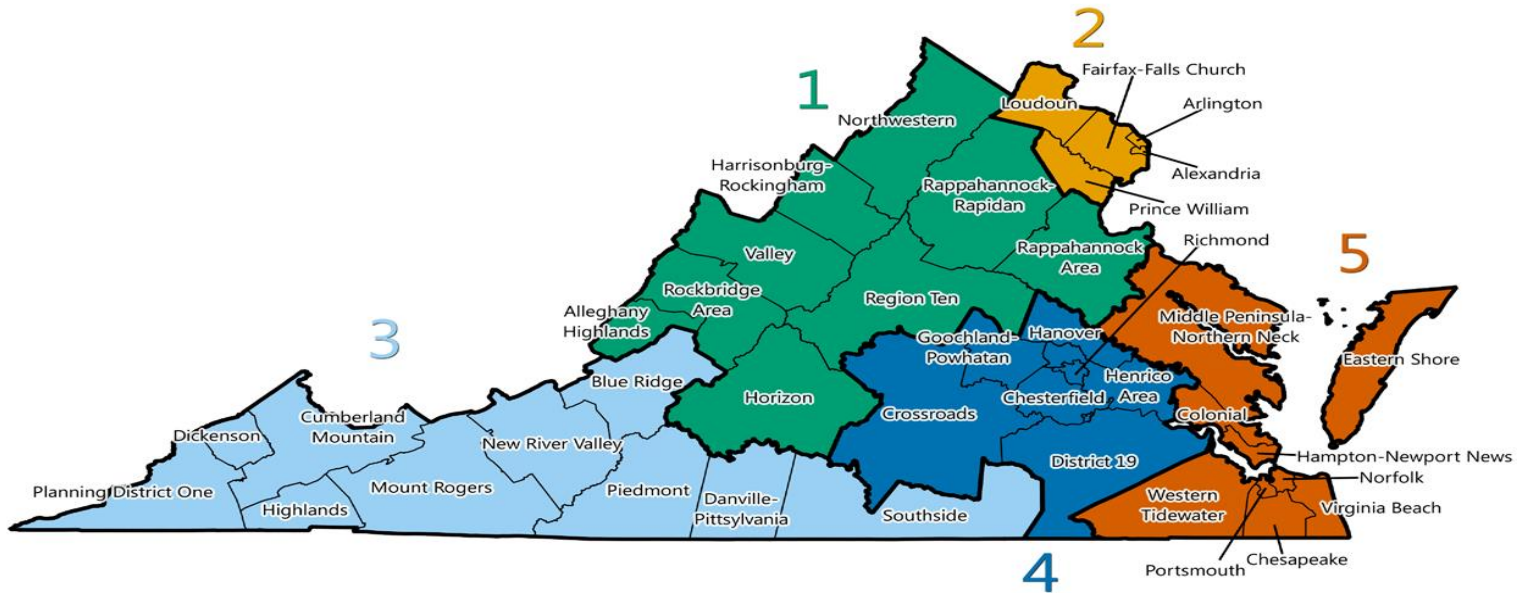 2
Fairfax-Falls Church
1
Loudoun
Arlington
Northwestern
Harrisonburg-
Rockingham
Alexandria
Rappahannock-
Rapidan
Prince William
Richmond
5
Rappahannock
Area
Valley
Rockbridge
Area
Region Ten
Alleghany
Highlands
Middle Peninsula-
Northern Neck
3
Goochland-
Powhatan
Hanover
Eastern Shore
Blue Ridge
Henrico
Area
Horizon
Chesterfield
Crossroads
Colonial
Cumberland
Mountain
Dickenson
New River Valley
Hampton-Newport News
District 19
Norfolk
Planning District One
Mount Rogers
Piedmont
Danville-
Pittsylvania
Highlands
Southside
Western
Tidewater
Virginia Beach
Chesapeake
Portsmouth
4